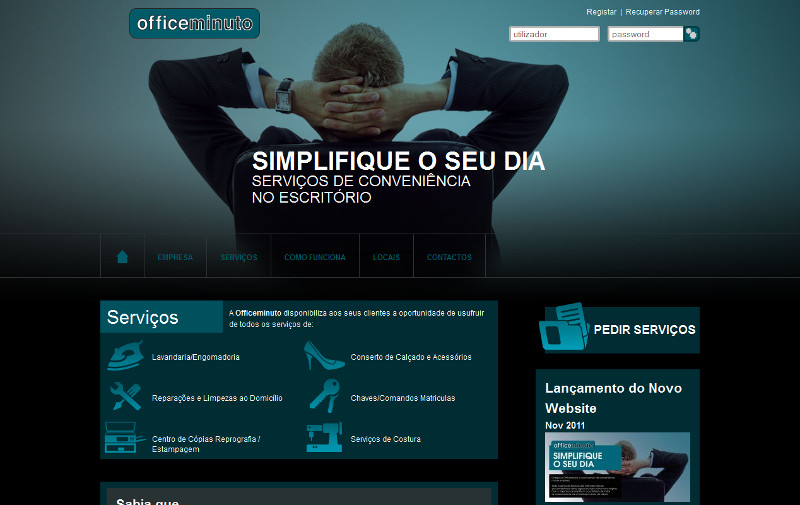 officeminuto
Registar | Recuperar Password
utilizador
password
SIMPLIFIQUE O SEU DIA
SERVIÇOS DE CONVENIÊNCIA
NO ESCRITÓRIO
EMPRESA
SERVIÇOS
COMO FUNCIONA
LOCAIS
CONTACTOS
Serviços
A Officeminuto disponibiliza aos seus clientes a oportunidade de usufruir
de todos os serviços de:
Lavandaria/Engomadoria
Conserto de Calçado e Acessórios
Reparações e Limpezas ao Domicílio
Chaves/Comandos Matriculas
Centro de Cópias Reprografia /
Estampagem
Serviços de Costura
PEDIR SERVIÇOS
Lançamento do Novo
Website
Nov 2011
officeminuto
SIMPLIFIQUE
O SEU DIA
Sabia que